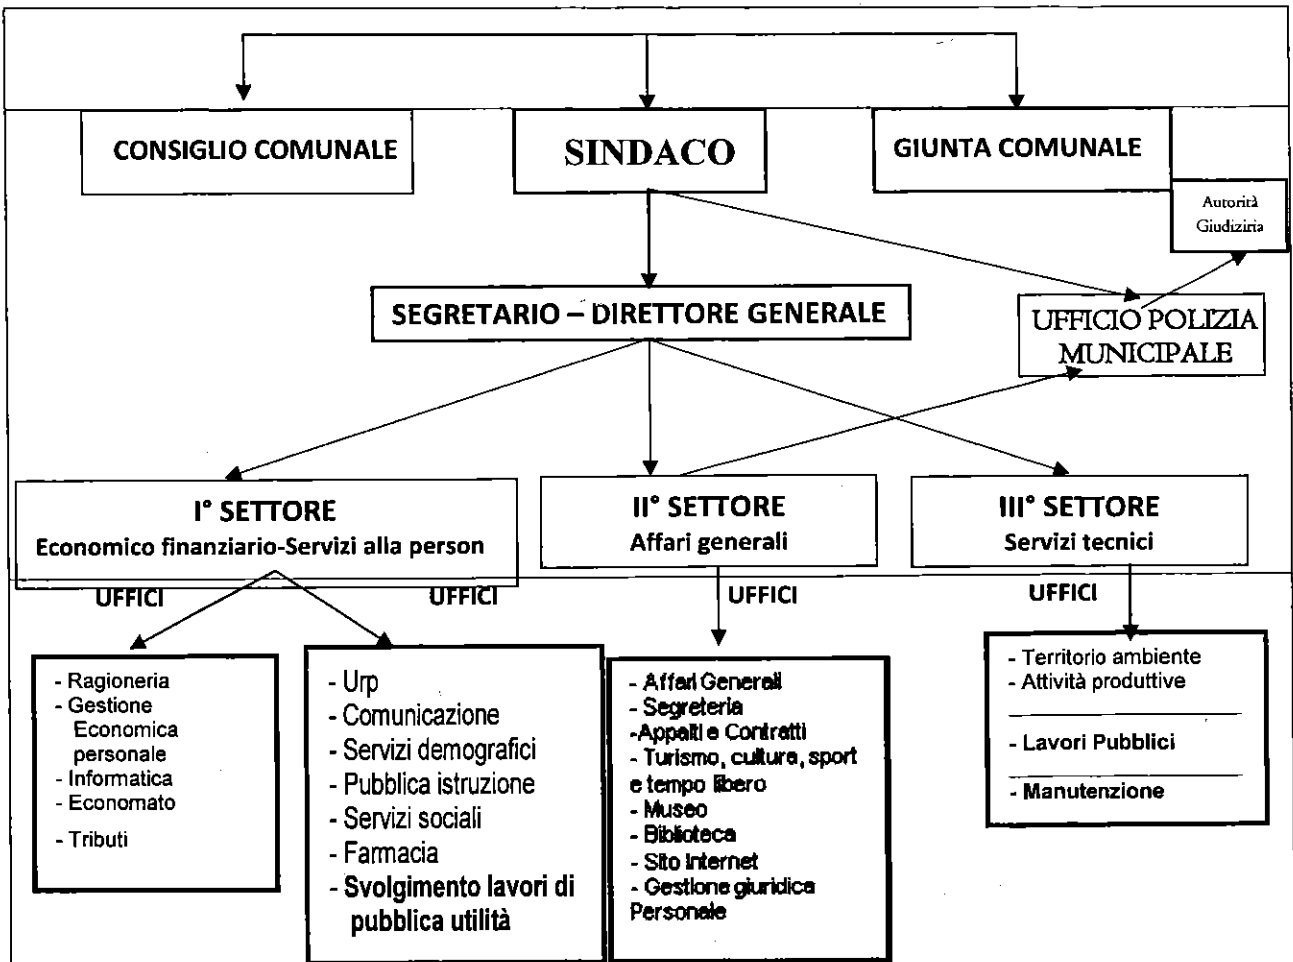 CONSIGLIO COMUNALE
SINDACO
GIUNTA COMUNALE
Autorità
Giudiziria
SEGRETARIO – DIRETTORE GENERALE
UFFICIO POLIZIA
MUNICIPALE
I° SETTORE
Economico finanziario-Servizi alla person
II° SETTORE
Affari generali
III° SETTORE
Servizi tecnici
UFFICI
UFFICI
UFFICI
UFFICI
- Ragioneria
- Gestione
Economica
personale
- Informatica
- Economato
- Tributi
- Urp
- Comunicazione
- Servizi demografici
- Pubblica istruzione
- Servizi sociali
- Farmacia
- Svolgimento lavori di
pubblica utilità
- Affari Generali
- Segreteria
-Appalti e Contratti
- Turismo, cultura, sport
e tempo libero
- Museo
- Biblioteca
- Sito Internet
- Gestione giuridica
Personale
- Territorio ambiente
- Attività produttive
- Lavori Pubblici
- Manutenzione